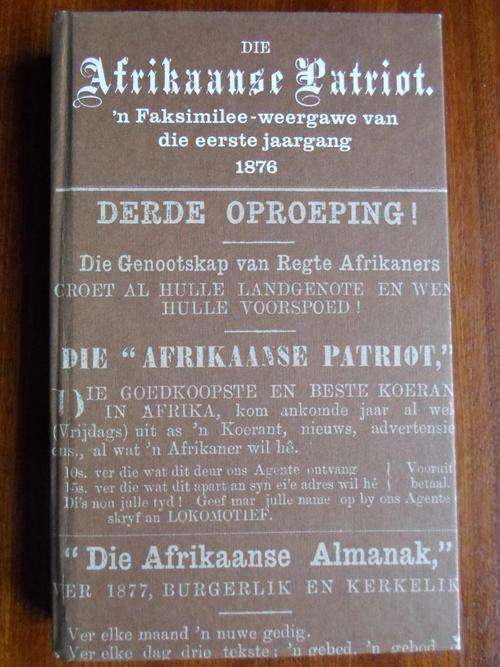 DIE
Afrikaanse Patriot.
'n Faksimilee-weergawe van
die eerste jaargang
1876
DERDE OPROEPING!
Die Genootskap van Regte Afrikaners
GROET AL HULLE LANDGENOTE EN WEN
HULLE VOORSPOED!
DIE "AFRIKAANSE PATRIOT,"
DIE GOEDKOOPSTE EN BESTE KOERAN
IN AFRIKA, kom ankomde jaar al wek
(Vrijdags) uit as 'n Koerant, nieuws, advertensie
ens., al wat 'n Afrikaner wil hê.
10s. ver die wat dit deur ons Agente ontvang } Vooruit
15s. ver die wat dit apart an syn ei'e adres wil hê } betaal.
Di's nou julle tyd! Geef mar julle name op by ons Agente
skryf an LOKOMOTIEF.
"Die Afrikaanse Almanak,"
VER 1877, BURGERLIK EN KERKELIK
Ver elke maand 'n nuwe gedig.
Ver elke dag drie tekste; 'n gebed, 'n gebed